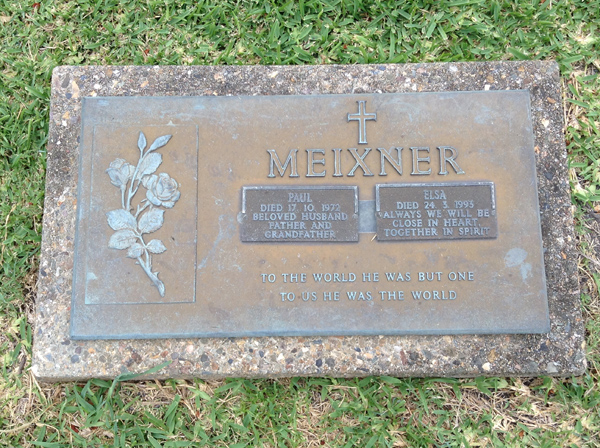 MEIXNER
PAUL
DIED 17. 10. 1972
BELOVED HUSBAND
FATHER AND
GRANDFATHER
ELSA
DIED 24. 3. 1993
ALWAYS WE WILL BE
CLOSE IN HEART,
TOGETHER IN SPIRIT
TO THE WORLD HE WAS BUT ONE
TO US HE WAS THE WORLD